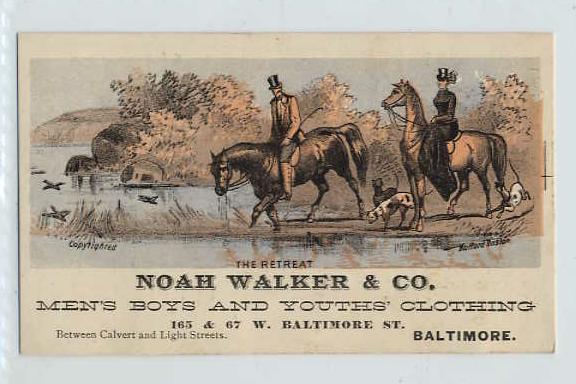 Copyrighted
THE RETREAT
NOAH WALKER & CO.
MEN'S BOYS AND YOUTHS' CLOTHING
165 & 67 W. BALTIMORE ST.
Between Calvert and Light Streets.
BALTIMORE.